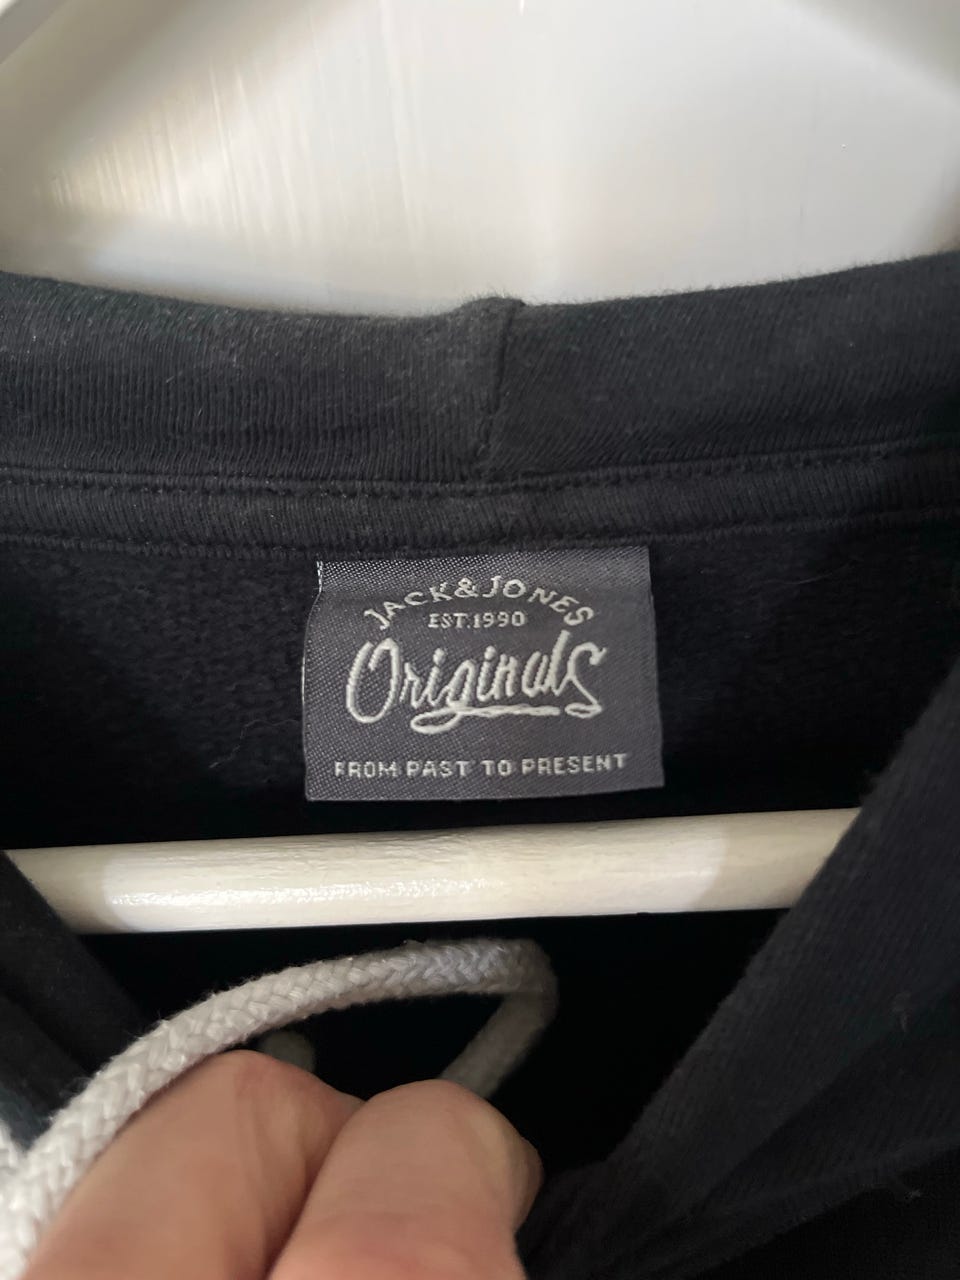 JACK&JONES
EST.1990
Originals
FROM PAST TO PRESENT